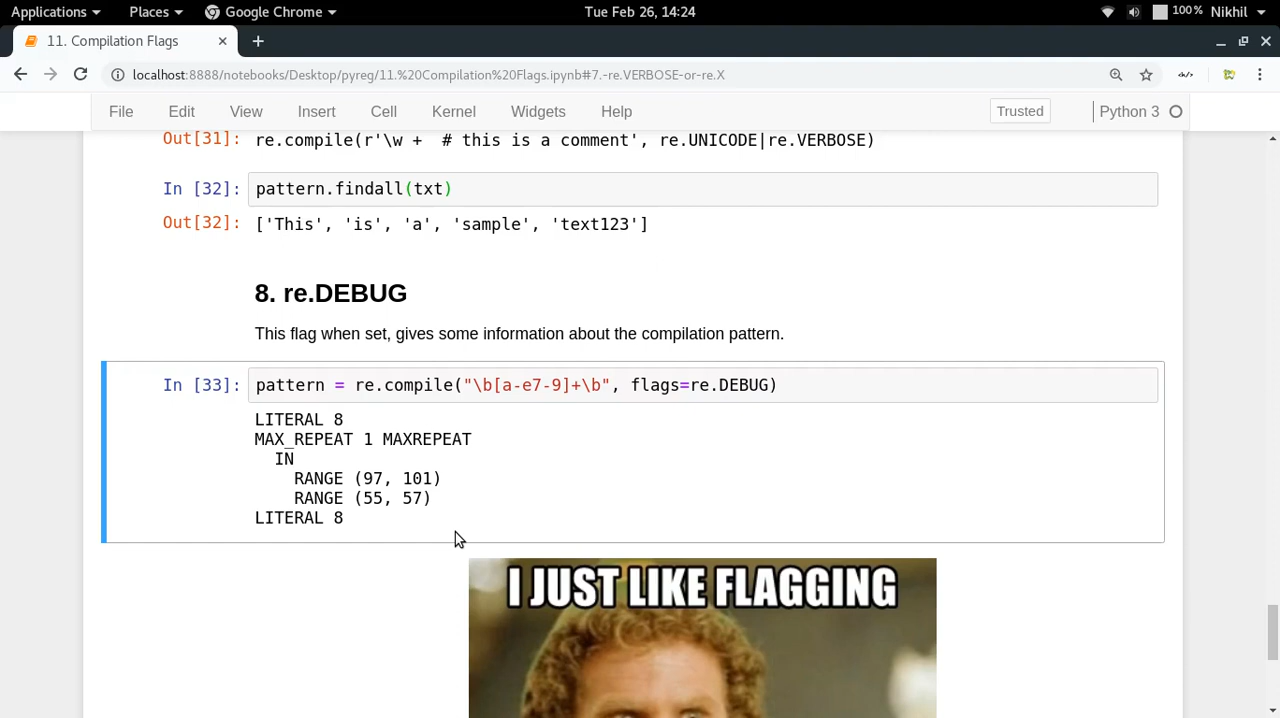 Applications Places Google Chrome Tue Feb 26, 14:24 100% Nikhil
11. Compilation Flags
localhost:8888/notebooks/Desktop/pyreg/11.%20Compilation%20Flags.ipynb#7.-re.VERBOSE-or-re.X
File Edit View Insert Cell Kernel Widgets Help Trusted Python 3
Out[31]: re.compile(r'\w +  # this is a comment', re.UNICODE|re.VERBOSE)
In [32]: pattern.findall(txt)
Out[32]: ['This', 'is', 'a', 'sample', 'text123']
8. re.DEBUG
This flag when set, gives some information about the compilation pattern.
In [33]: pattern = re.compile("\b[a-e7-9]+\b", flags=re.DEBUG)
LITERAL 8
MAX_REPEAT 1 MAXREPEAT
IN
RANGE (97, 101)
RANGE (55, 57)
LITERAL 8
I JUST LIKE FLAGGING